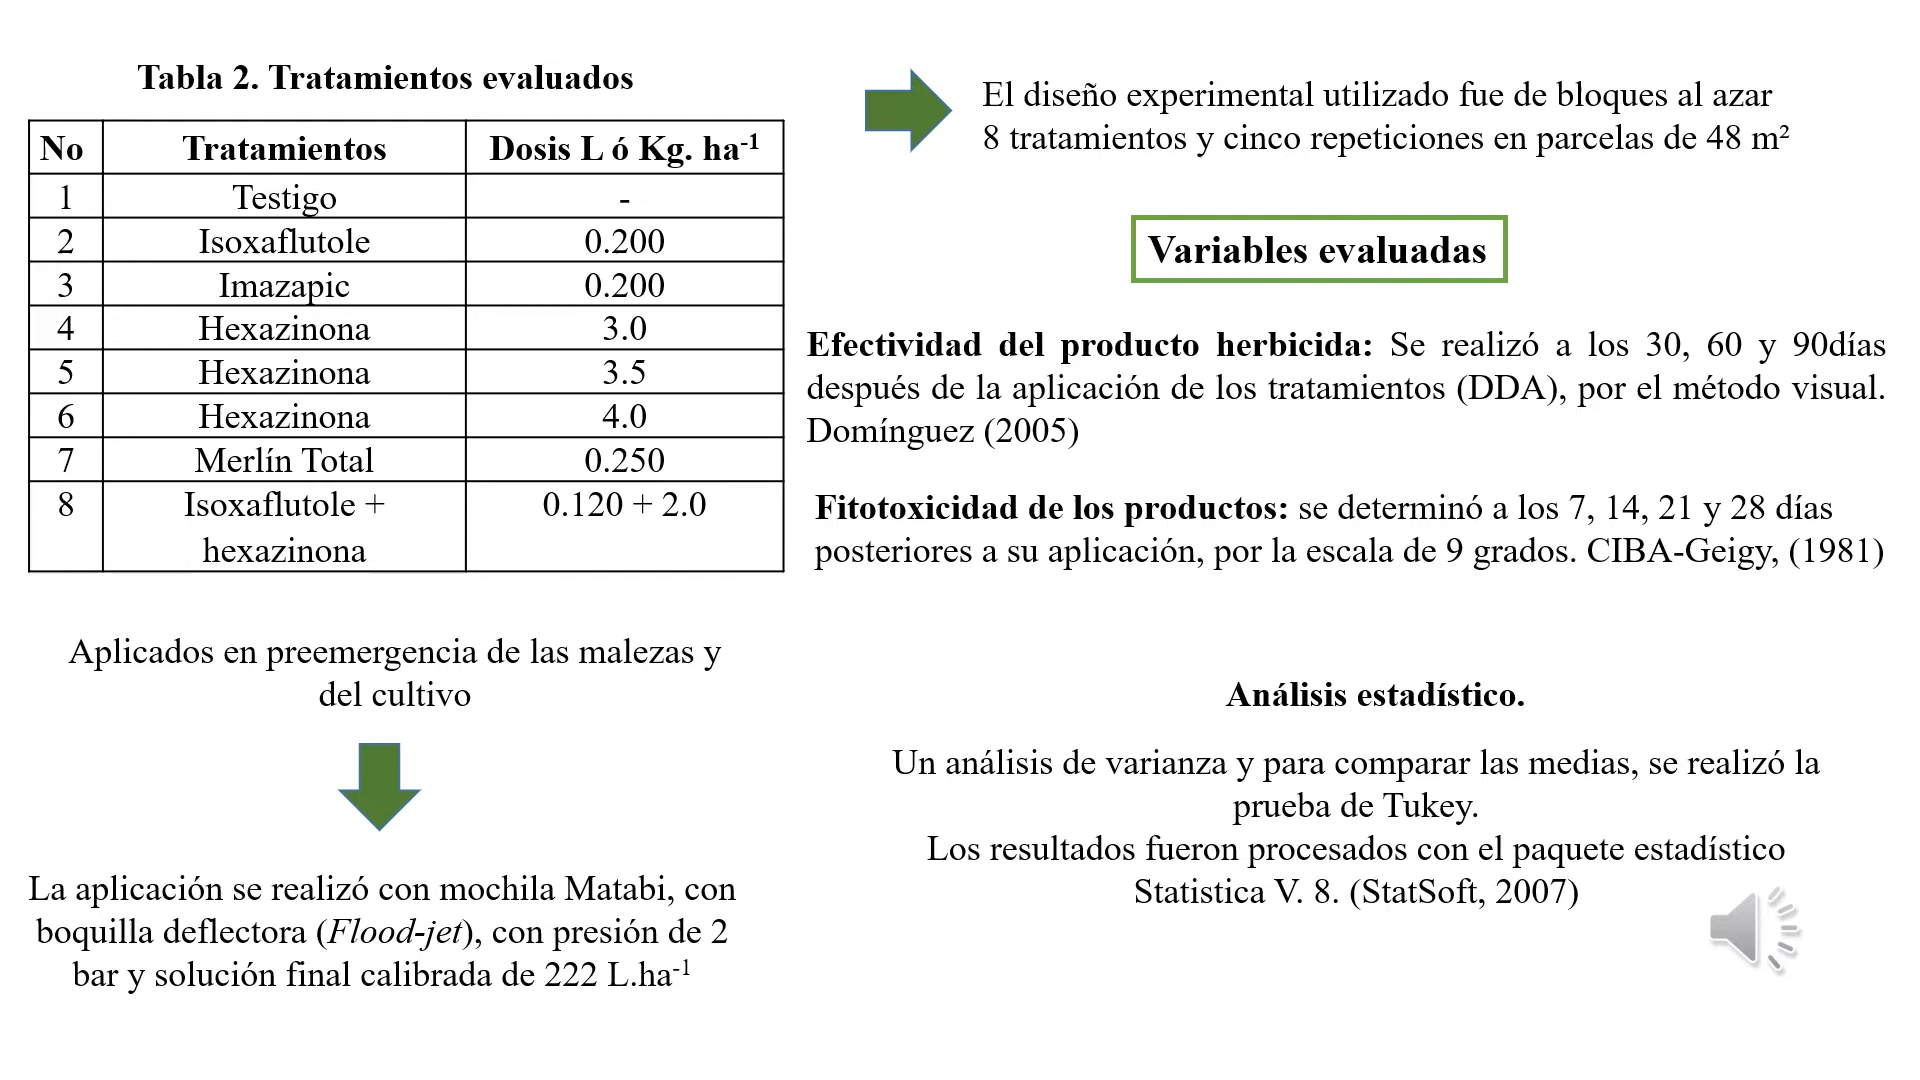 Tabla 2. Tratamientos evaluados
No Tratamientos Dosis L ó Kg. ha⁻¹
1 Testigo -
2 Isoxaflutole 0.200
3 Imazapic 0.200
4 Hexazinona 3.0
5 Hexazinona 3.5
6 Hexazinona 4.0
7 Merlín Total 0.250
8 Isoxaflutole + 0.120 + 2.0
hexazinona
Aplicados en preemergencia de las malezas y
del cultivo
La aplicación se realizó con mochila Matabi, con
boquilla deflectora (Flood-jet), con presión de 2
bar y solución final calibrada de 222 L.ha⁻¹
El diseño experimental utilizado fue de bloques al azar
8 tratamientos y cinco repeticiones en parcelas de 48 m²
Variables evaluadas
Efectividad del producto herbicida: Se realizó a los 30, 60 y 90días
después de la aplicación de los tratamientos (DDA), por el método visual.
Domínguez (2005)
Fitotoxicidad de los productos: se determinó a los 7, 14, 21 y 28 días
posteriores a su aplicación, por la escala de 9 grados. CIBA-Geigy, (1981)
Análisis estadístico.
Un análisis de varianza y para comparar las medias, se realizó la
prueba de Tukey.
Los resultados fueron procesados con el paquete estadístico
Statistica V. 8. (StatSoft, 2007)